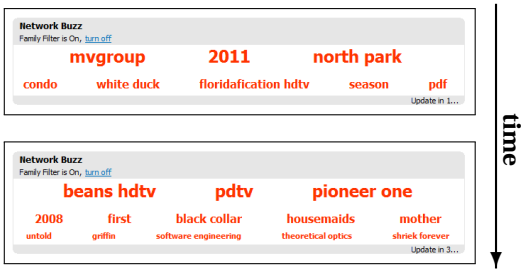 Network Buzz
Family Filter is On, turn off
mvgroup 2011 north park
condo white duck floridafication hdtv season pdf
Update in 1...
Network Buzz
Family Filter is On, turn off
beans hdtv pdtv pioneer one
2008 first black collar housemaids mother
untold griffin software engineering theoretical optics shriek forever
Update in 3...
time